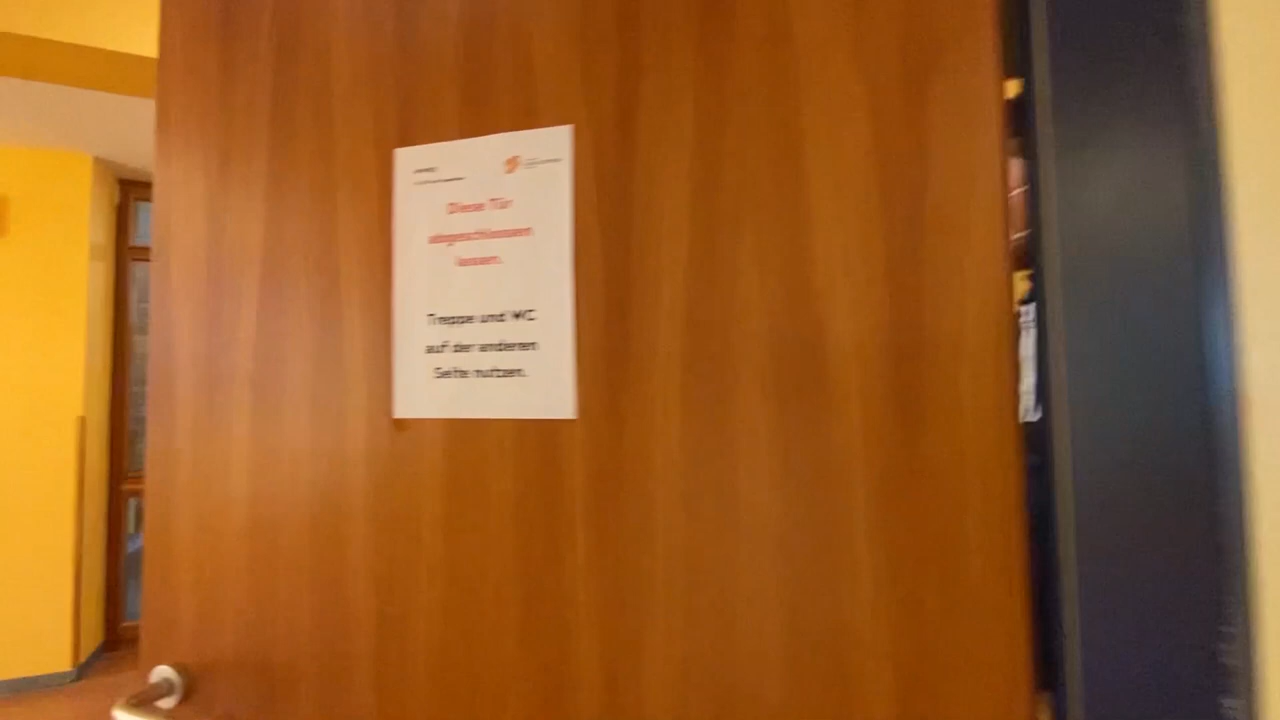 Diese Tür
abgeschlossen
lassen.
Treppe und WC
auf der anderen
Seite nutzen.